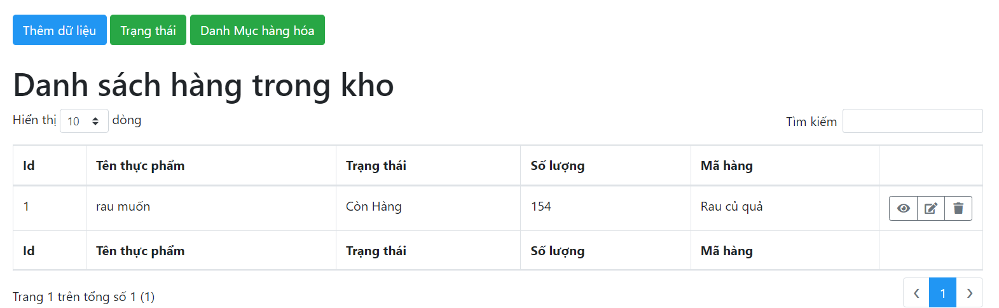 Thêm dữ liệu Trạng thái Danh Mục hàng hóa
Danh sách hàng trong kho
Hiển thị 10 dòng Tìm kiếm
Id Tên thực phẩm Trạng thái Số lượng Mã hàng
1 rau muốn Còn Hàng 154 Rau củ quả
Id Tên thực phẩm Trạng thái Số lượng Mã hàng
Trang 1 trên tổng số 1 (1) ‹ 1 ›